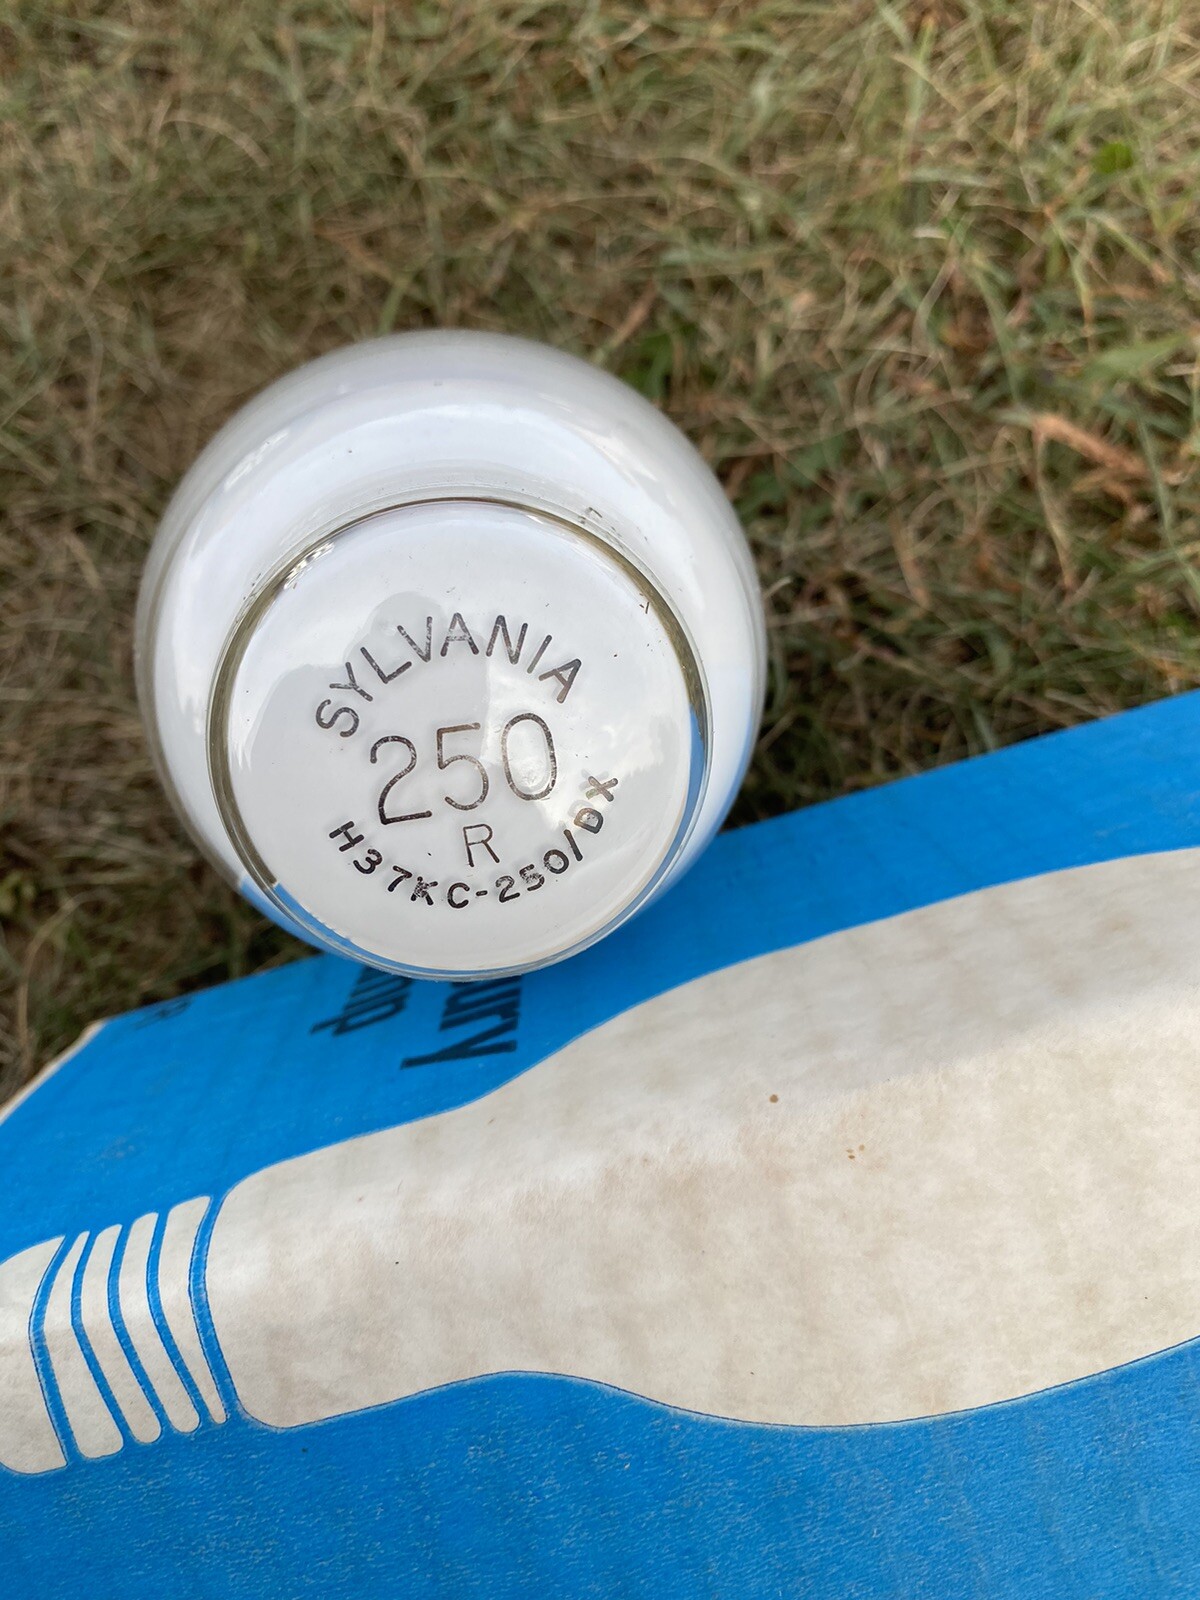 SYLVANIA
250
R
H37KC-250/DX